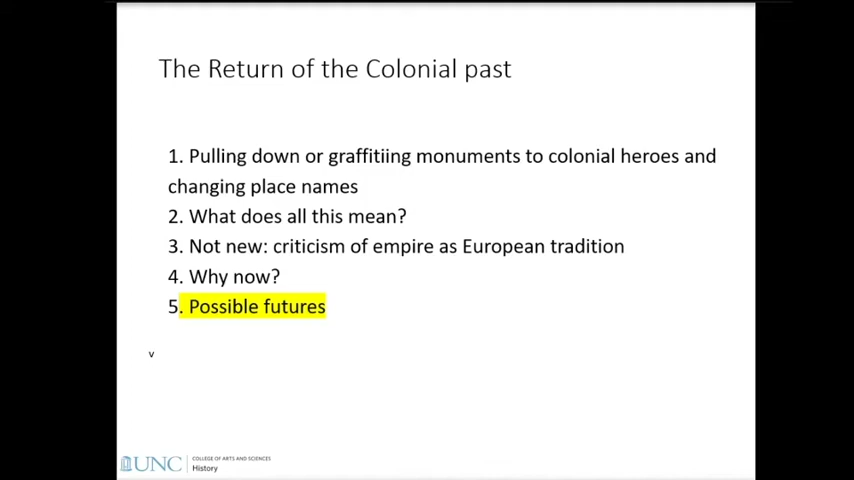 The Return of the Colonial past
1. Pulling down or graffitiing monuments to colonial heroes and
changing place names
2. What does all this mean?
3. Not new: criticism of empire as European tradition
4. Why now?
5. Possible futures
v
UNC
COLLEGE OF ARTS AND SCIENCES
History